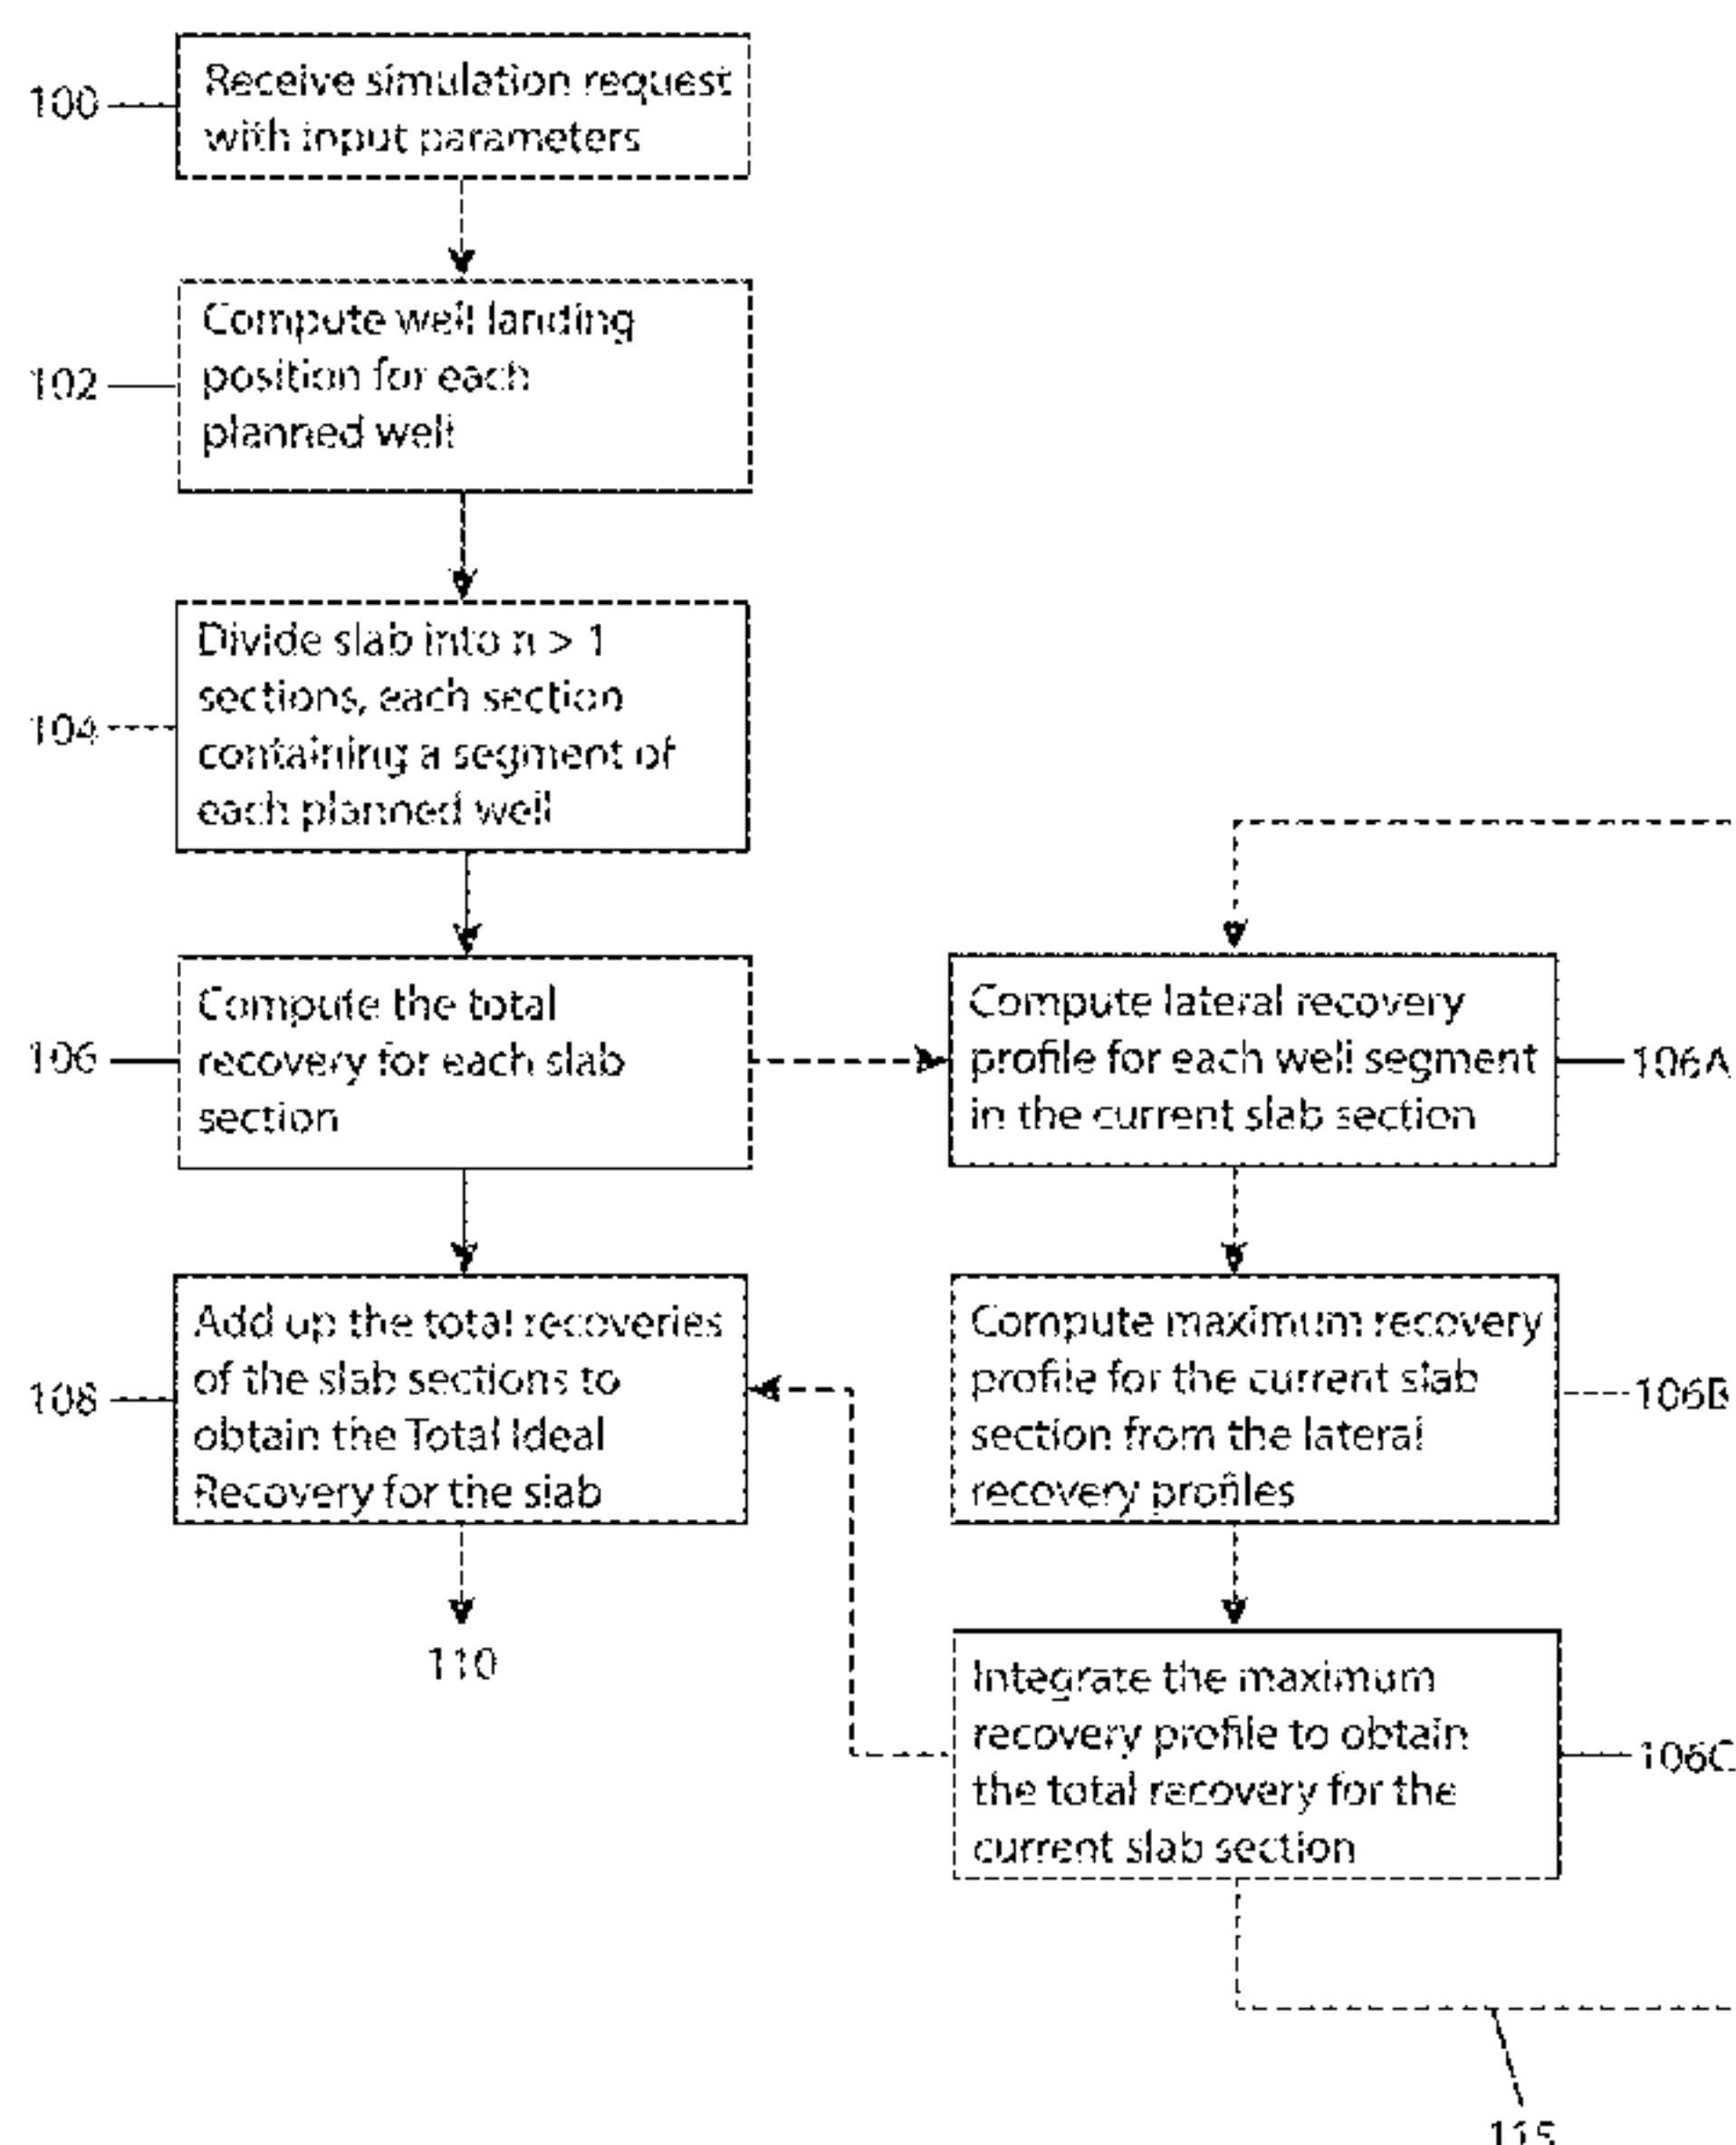 100
Receive simulation request
with input parameters
102
Compute well landing
position for each
planned well
104
Divide slab into n > 1
sections, each section
containing a segment of
each planned well
106
Compute the total
recovery for each slab
section
Compute lateral recovery
profile for each well segment
in the current slab section
106A
108
Add up the total recoveries
of the slab sections to
obtain the Total Ideal
Recovery for the slab
Compute maximum recovery
profile for the current slab
section from the lateral
recovery profiles
106B
110
Integrate the maximum
recovery profile to obtain
the total recovery for the
current slab section
106C
115